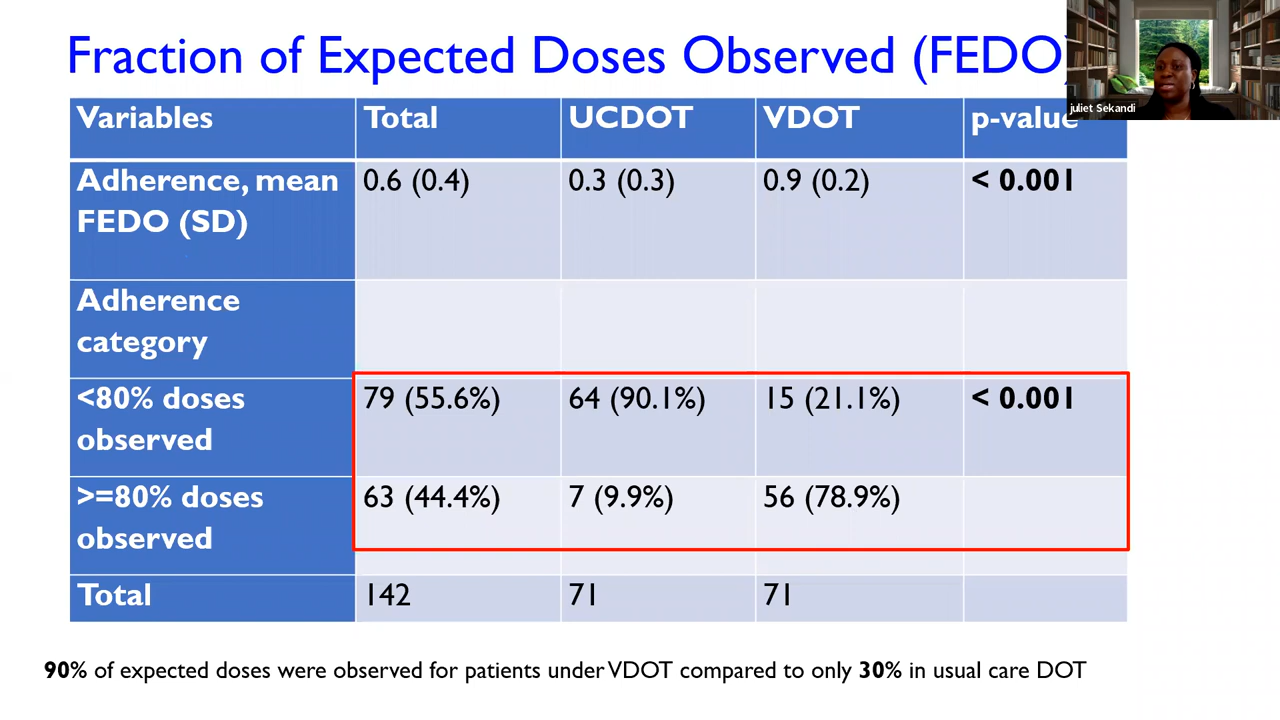 Fraction of Expected Doses Observed (FEDO)
juliet Sekandi
Variables Total UCDOT VDOT p-value
Adherence, mean 0.6 (0.4) 0.3 (0.3) 0.9 (0.2) < 0.001
FEDO (SD)
Adherence
category
<80% doses 79 (55.6%) 64 (90.1%) 15 (21.1%) < 0.001
observed
>=80% doses 63 (44.4%) 7 (9.9%) 56 (78.9%)
observed
Total 142 71 71
90% of expected doses were observed for patients under VDOT compared to only 30% in usual care DOT